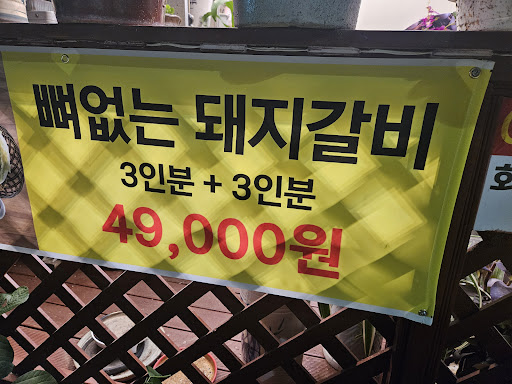 뼈없는 돼지갈비
3인분 + 3인분
49,000원